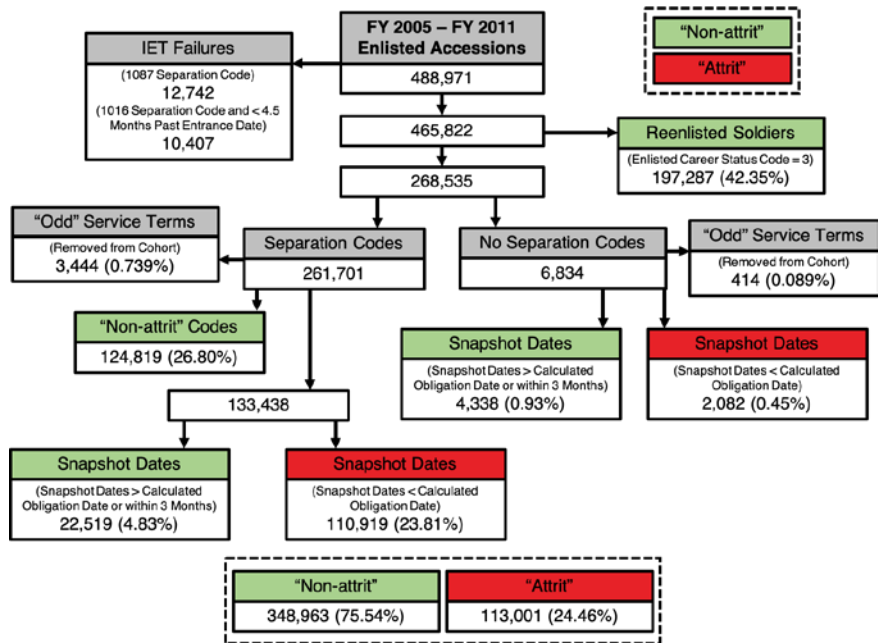 FY 2005 – FY 2011
Enlisted Accessions
488,971
IET Failures
(1087 Separation Code)
12,742
(1016 Separation Code and < 4.5
Months Past Entrance Date)
10,407
"Non-attrit"
"Attrit"
465,822
Reenlisted Soldiers
(Enlisted Career Status Code = 3)
197,287 (42.35%)
268,535
"Odd" Service Terms
(Removed from Cohort)
3,444 (0.739%)
Separation Codes
261,701
No Separation Codes
6,834
"Odd" Service Terms
(Removed from Cohort)
414 (0.089%)
"Non-attrit" Codes
124,819 (26.80%)
Snapshot Dates
(Snapshot Dates > Calculated
Obligation Date or within 3 Months)
4,338 (0.93%)
Snapshot Dates
(Snapshot Dates < Calculated
Obligation Date)
2,082 (0.45%)
133,438
Snapshot Dates
(Snapshot Dates > Calculated
Obligation Date or within 3 Months)
22,519 (4.83%)
Snapshot Dates
(Snapshot Dates < Calculated
Obligation Date)
110,919 (23.81%)
"Non-attrit"
348,963 (75.54%)
"Attrit"
113,001 (24.46%)